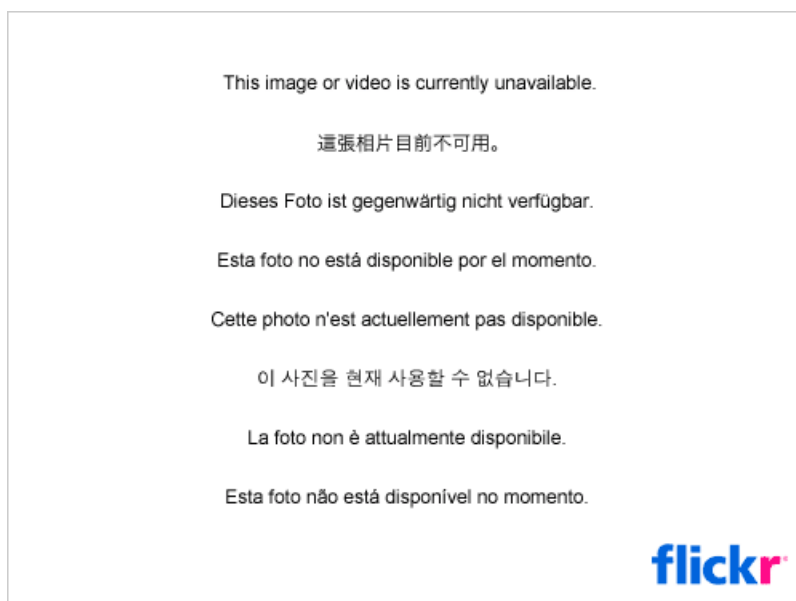 This image or video is currently unavailable.
這張相片目前不可用。
Dieses Foto ist gegenwärtig nicht verfügbar.
Esta foto no está disponible por el momento.
Cette photo n'est actuellement pas disponible.
이 사진을 현재 사용할 수 없습니다.
La foto non è attualmente disponibile.
Esta foto não está disponível no momento.
flickr